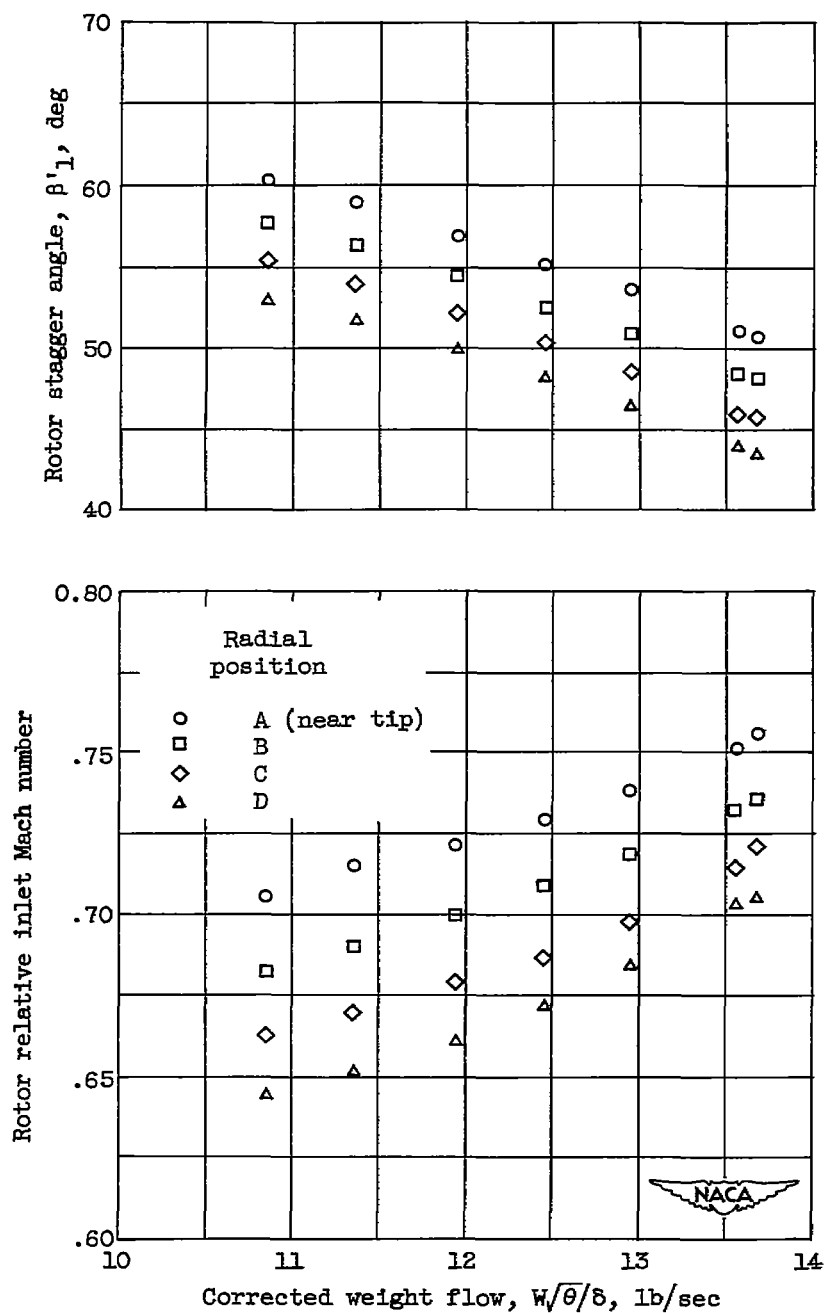 70
60
50
40
Rotor stagger angle, β'1, deg
0.80
.75
.70
.65
.60
Rotor relative inlet Mach number
Radial
position
A (near tip)
B
C
D
NACA
10 11 12 13 14
Corrected weight flow, W√θ/δ, lb/sec